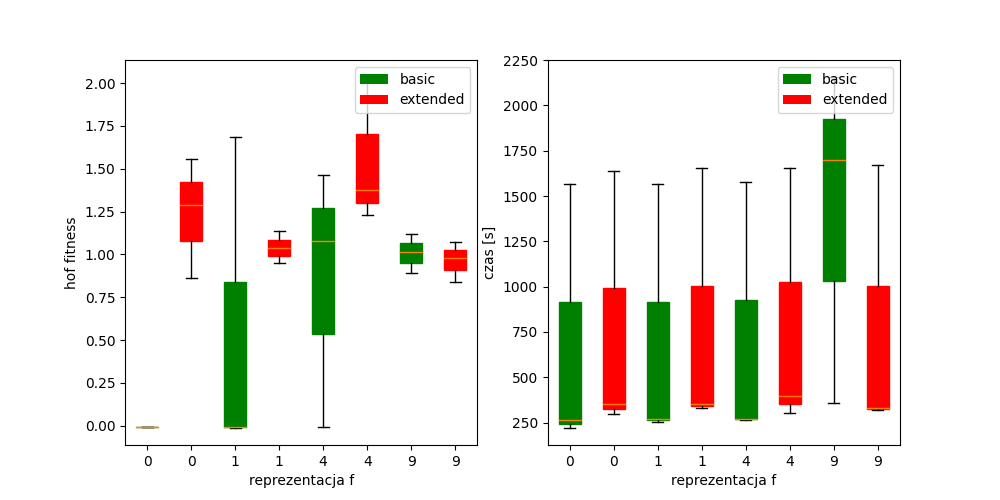 hof fitness
2.00
1.75
1.50
1.25
1.00
0.75
0.50
0.25
0.00
basic
extended
0 0 1 1 4 4 9 9
reprezentacja f
czas [s]
2250
2000
1750
1500
1250
1000
750
500
250
basic
extended
0 0 1 1 4 4 9 9
reprezentacja f